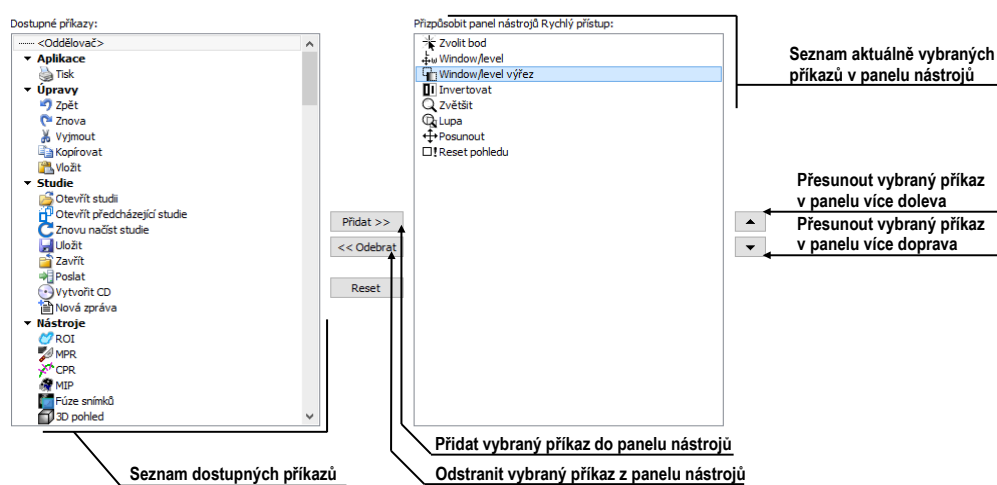 Dostupné příkazy:
------ <Oddělovač>
Aplikace
Tisk
Úpravy
Zpět
Znova
Vyjmout
Kopírovat
Vložit
Studie
Otevřít studii
Otevřít předcházející studie
Znovu načíst studie
Uložit
Zavřít
Poslat
Vytvořit CD
Nová zpráva
Nástroje
ROI
MPR
CPR
MIP
Fúze snímků
3D pohled
Seznam dostupných příkazů
Přidat >>
<< Odebrat
Reset
Přizpůsobit panel nástrojů Rychlý přístup:
Zvolit bod
Window/level
Window/level výřez
Invertovat
Zvětšit
Lupa
Posunout
Reset pohledu
Přidat vybraný příkaz do panelu nástrojů
Odstranit vybraný příkaz z panelu nástrojů
Seznam aktuálně vybraných
příkazů v panelu nástrojů
Přesunout vybraný příkaz
v panelu více doleva
Přesunout vybraný příkaz
v panelu více doprava